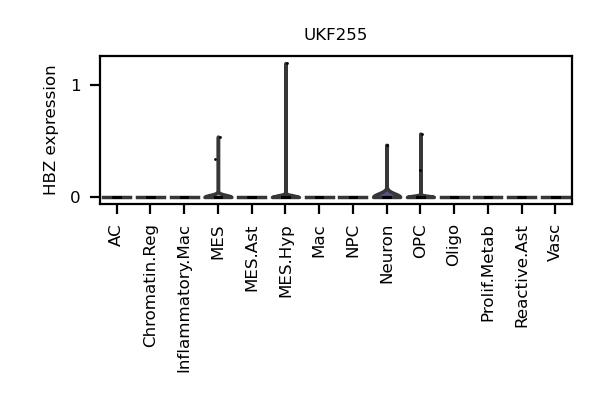 UKF255
HBZ expression
1
0
AC
Chromatin.Reg
Inflammatory.Mac
MES
MES.Ast
MES.Hyp
Mac
NPC
Neuron
OPC
Oligo
Prolif.Metab
Reactive.Ast
Vasc